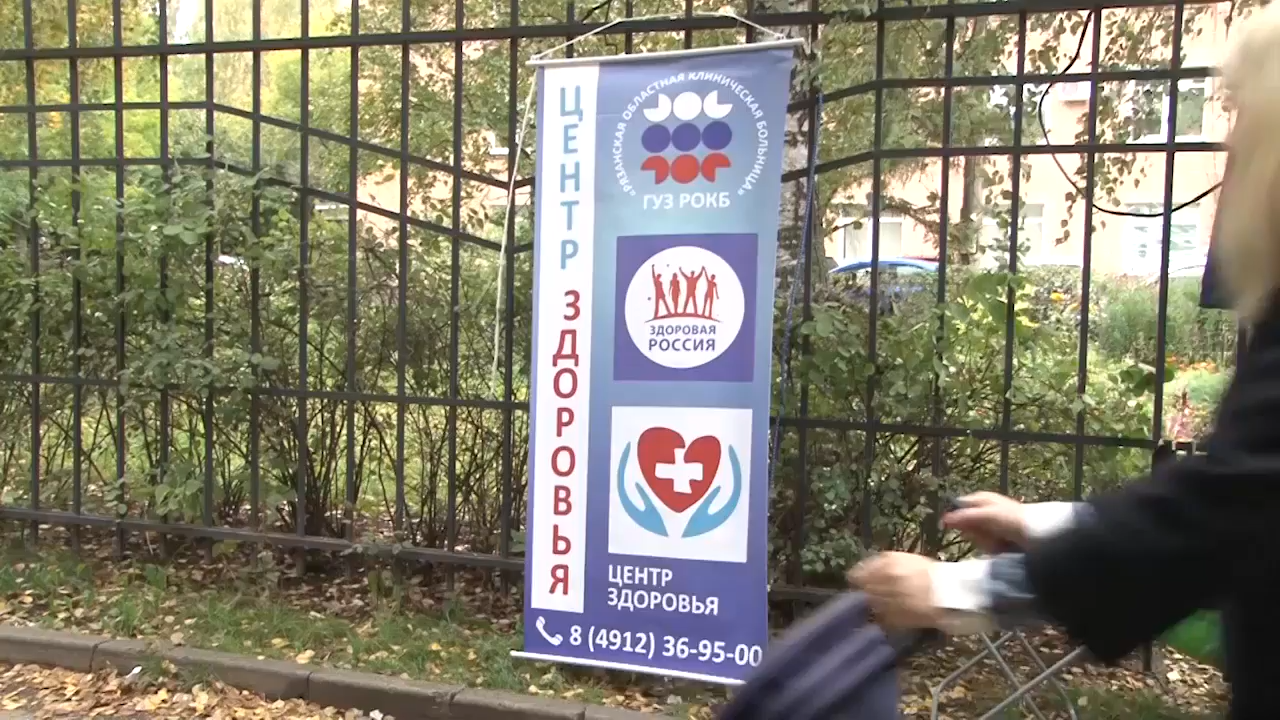 ЦЕНТР ЗДОРОВЬЯ
«РЯЗАНСКАЯ ОБЛАСТНАЯ КЛИНИЧЕСКАЯ БОЛЬНИЦА»
ГУЗ РОКБ
ЗДОРОВАЯ
РОССИЯ
ЦЕНТР
ЗДОРОВЬЯ
8 (4912) 36-95-00